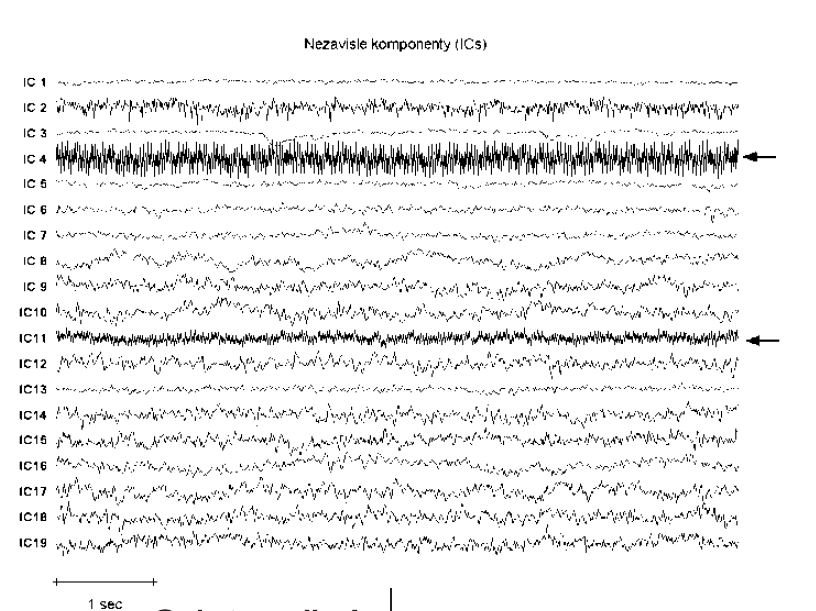 Nezavisle komponenty (ICs)
IC 1
IC 2
IC 3
IC 4
IC 5
IC 6
IC 7
IC 8
IC 9
IC10
IC11
IC12
IC13
IC14
IC15
IC16
IC17
IC18
IC19
1 sec